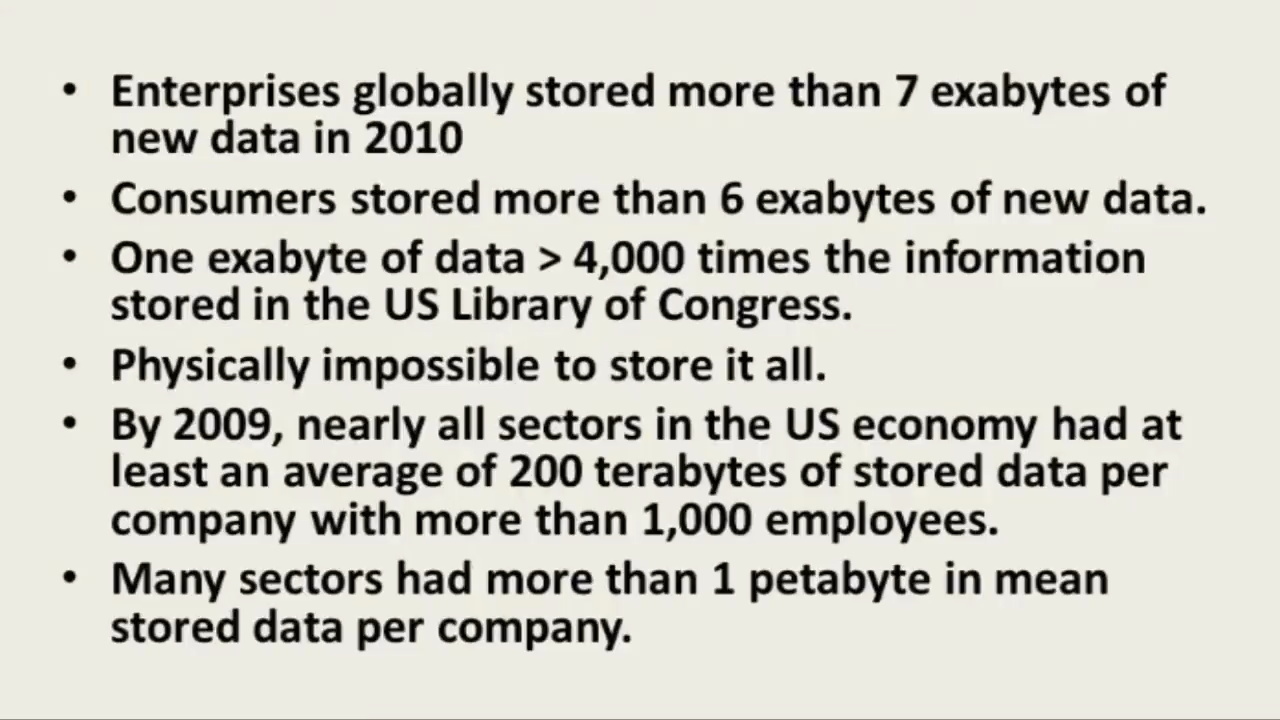 • Enterprises globally stored more than 7 exabytes of
new data in 2010
• Consumers stored more than 6 exabytes of new data.
• One exabyte of data > 4,000 times the information
stored in the US Library of Congress.
• Physically impossible to store it all.
• By 2009, nearly all sectors in the US economy had at
least an average of 200 terabytes of stored data per
company with more than 1,000 employees.
• Many sectors had more than 1 petabyte in mean
stored data per company.